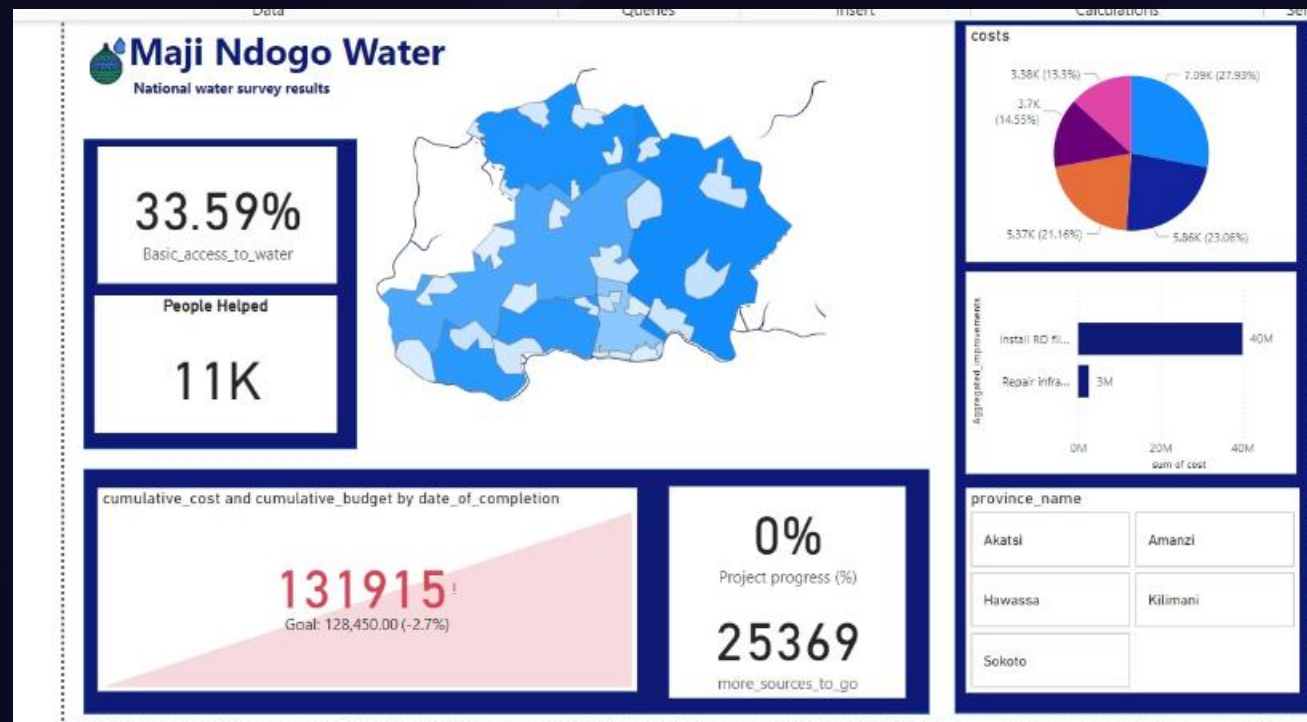 Data
Queries
Insert
Calculations
Maji Ndogo Water
National water survey results
33.59%
Basic_access_to_water
People Helped
11K
cumulative_cost and cumulative_budget by date_of_completion
131915!
Goal: 128,450.00 (-2.7%)
0%
Project progress (%)
25369
more_sources_to_go
costs
3.38K (13.3%)
7.09K (27.93%)
3.7K
(14.55%)
5.37K (21.16%)
5.86K (23.06%)
Aggregated_improvements
Install RO fil...
40M
Repair infra...
3M
0M
20M
40M
sum of cost
province_name
Akatsi
Amanzi
Hawassa
Kilimani
Sokoto